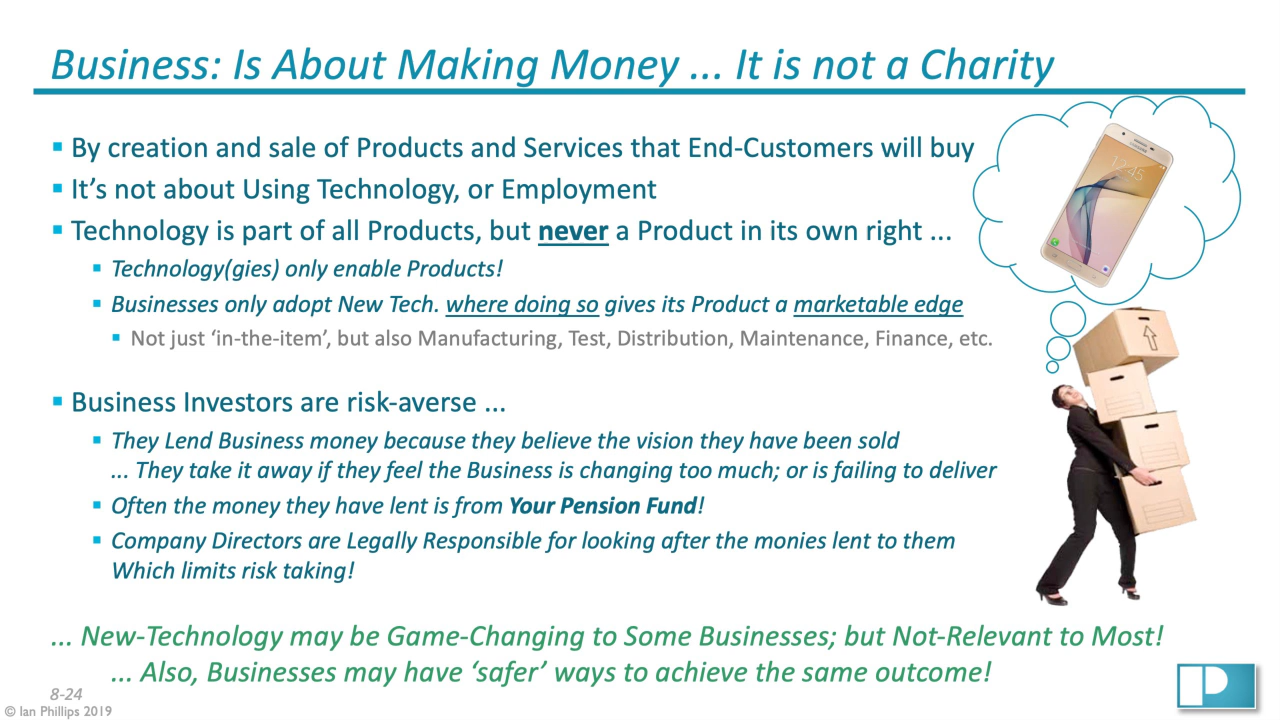 Business: Is About Making Money ... It is not a Charity
▪ By creation and sale of Products and Services that End-Customers will buy
▪ It’s not about Using Technology, or Employment
▪ Technology is part of all Products, but never a Product in its own right ...
▪ Technology(gies) only enable Products!
▪ Businesses only adopt New Tech. where doing so gives its Product a marketable edge
▪ Not just ‘in-the-item’, but also Manufacturing, Test, Distribution, Maintenance, Finance, etc.
▪ Business Investors are risk-averse ...
▪ They Lend Business money because they believe the vision they have been sold
... They take it away if they feel the Business is changing too much; or is failing to deliver
▪ Often the money they have lent is from Your Pension Fund!
▪ Company Directors are Legally Responsible for looking after the monies lent to them
Which limits risk taking!
... New-Technology may be Game-Changing to Some Businesses; but Not-Relevant to Most!
... Also, Businesses may have ‘safer’ ways to achieve the same outcome!
8-24
© Ian Phillips 2019
SAMSUNG
12:45
P